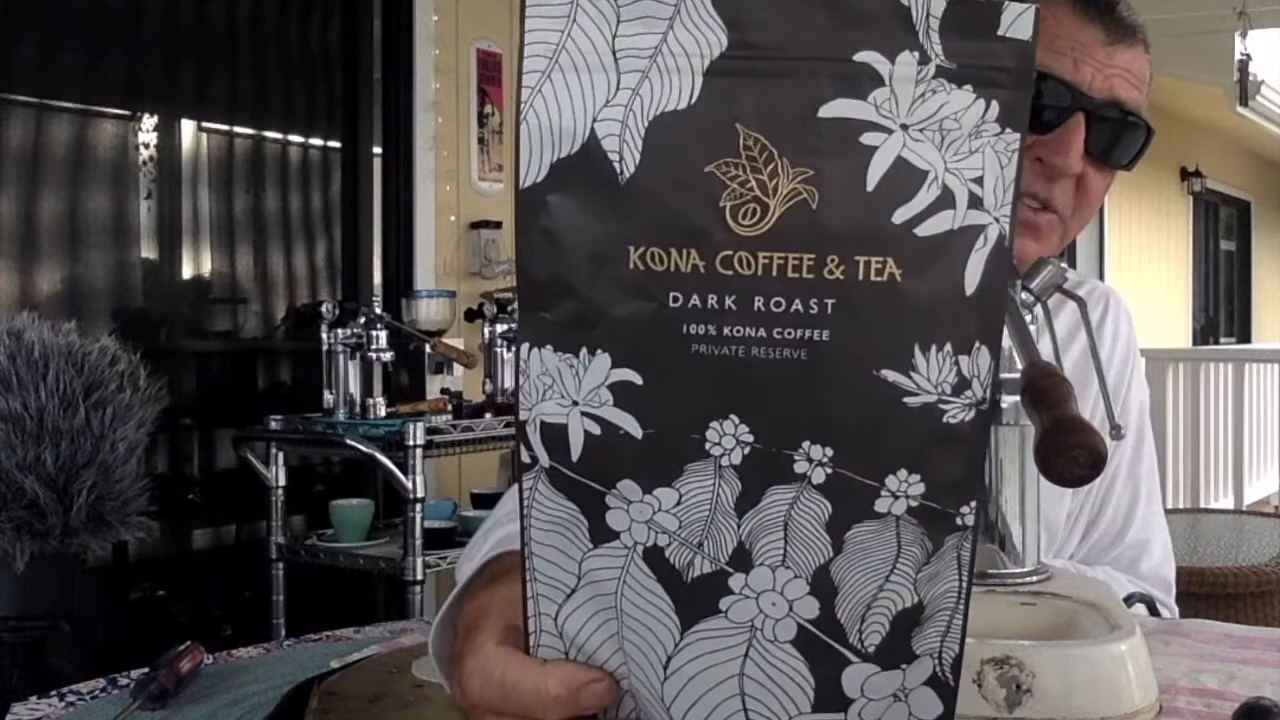 KONA COFFEE & TEA
DARK ROAST
100% KONA COFFEE
PRIVATE RESERVE